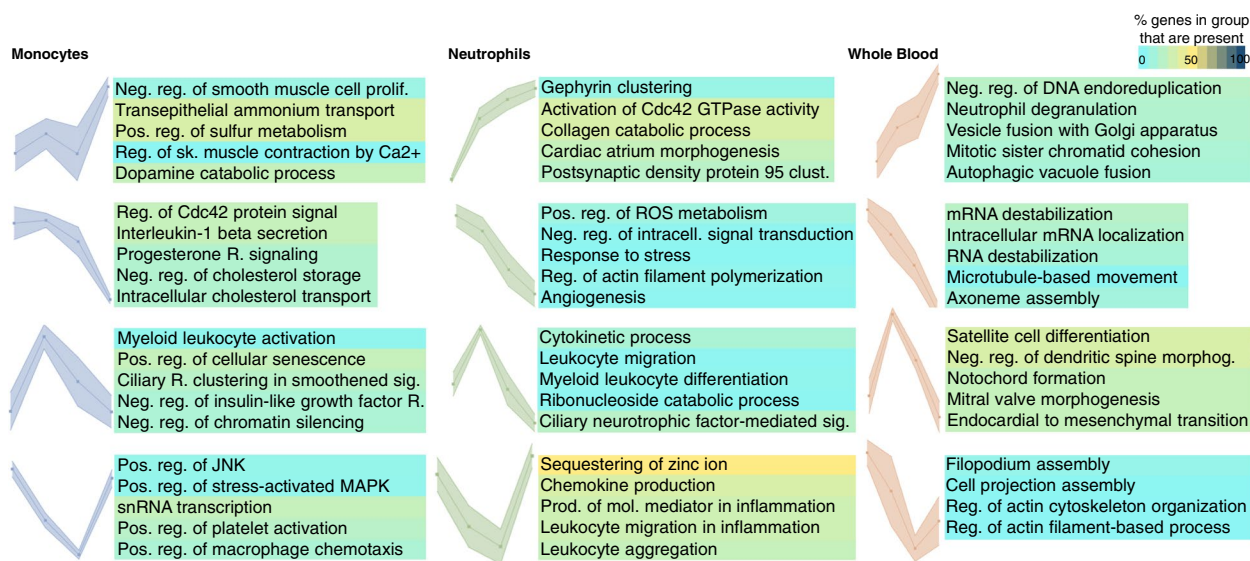 % genes in group
that are present
0 50 100
Monocytes
Neg. reg. of smooth muscle cell prolif.
Transepithelial ammonium transport
Pos. reg. of sulfur metabolism
Reg. of sk. muscle contraction by Ca2+
Dopamine catabolic process
Reg. of Cdc42 protein signal
Interleukin-1 beta secretion
Progesterone R. signaling
Neg. reg. of cholesterol storage
Intracellular cholesterol transport
Myeloid leukocyte activation
Pos. reg. of cellular senescence
Ciliary R. clustering in smoothened sig.
Neg. reg. of insulin-like growth factor R.
Neg. reg. of chromatin silencing
Pos. reg. of JNK
Pos. reg. of stress-activated MAPK
snRNA transcription
Pos. reg. of platelet activation
Pos. reg. of macrophage chemotaxis
Neutrophils
Gephyrin clustering
Activation of Cdc42 GTPase activity
Collagen catabolic process
Cardiac atrium morphogenesis
Postsynaptic density protein 95 clust.
Pos. reg. of ROS metabolism
Neg. reg. of intracell. signal transduction
Response to stress
Reg. of actin filament polymerization
Angiogenesis
Cytokinetic process
Leukocyte migration
Myeloid leukocyte differentiation
Ribonucleoside catabolic process
Ciliary neurotrophic factor-mediated sig.
Sequestering of zinc ion
Chemokine production
Prod. of mol. mediator in inflammation
Leukocyte migration in inflammation
Leukocyte aggregation
Whole Blood
Neg. reg. of DNA endoreduplication
Neutrophil degranulation
Vesicle fusion with Golgi apparatus
Mitotic sister chromatid cohesion
Autophagic vacuole fusion
mRNA destabilization
Intracellular mRNA localization
RNA destabilization
Microtubule-based movement
Axoneme assembly
Satellite cell differentiation
Neg. reg. of dendritic spine morphog.
Notochord formation
Mitral valve morphogenesis
Endocardial to mesenchymal transition
Filopodium assembly
Cell projection assembly
Reg. of actin cytoskeleton organization
Reg. of actin filament-based process